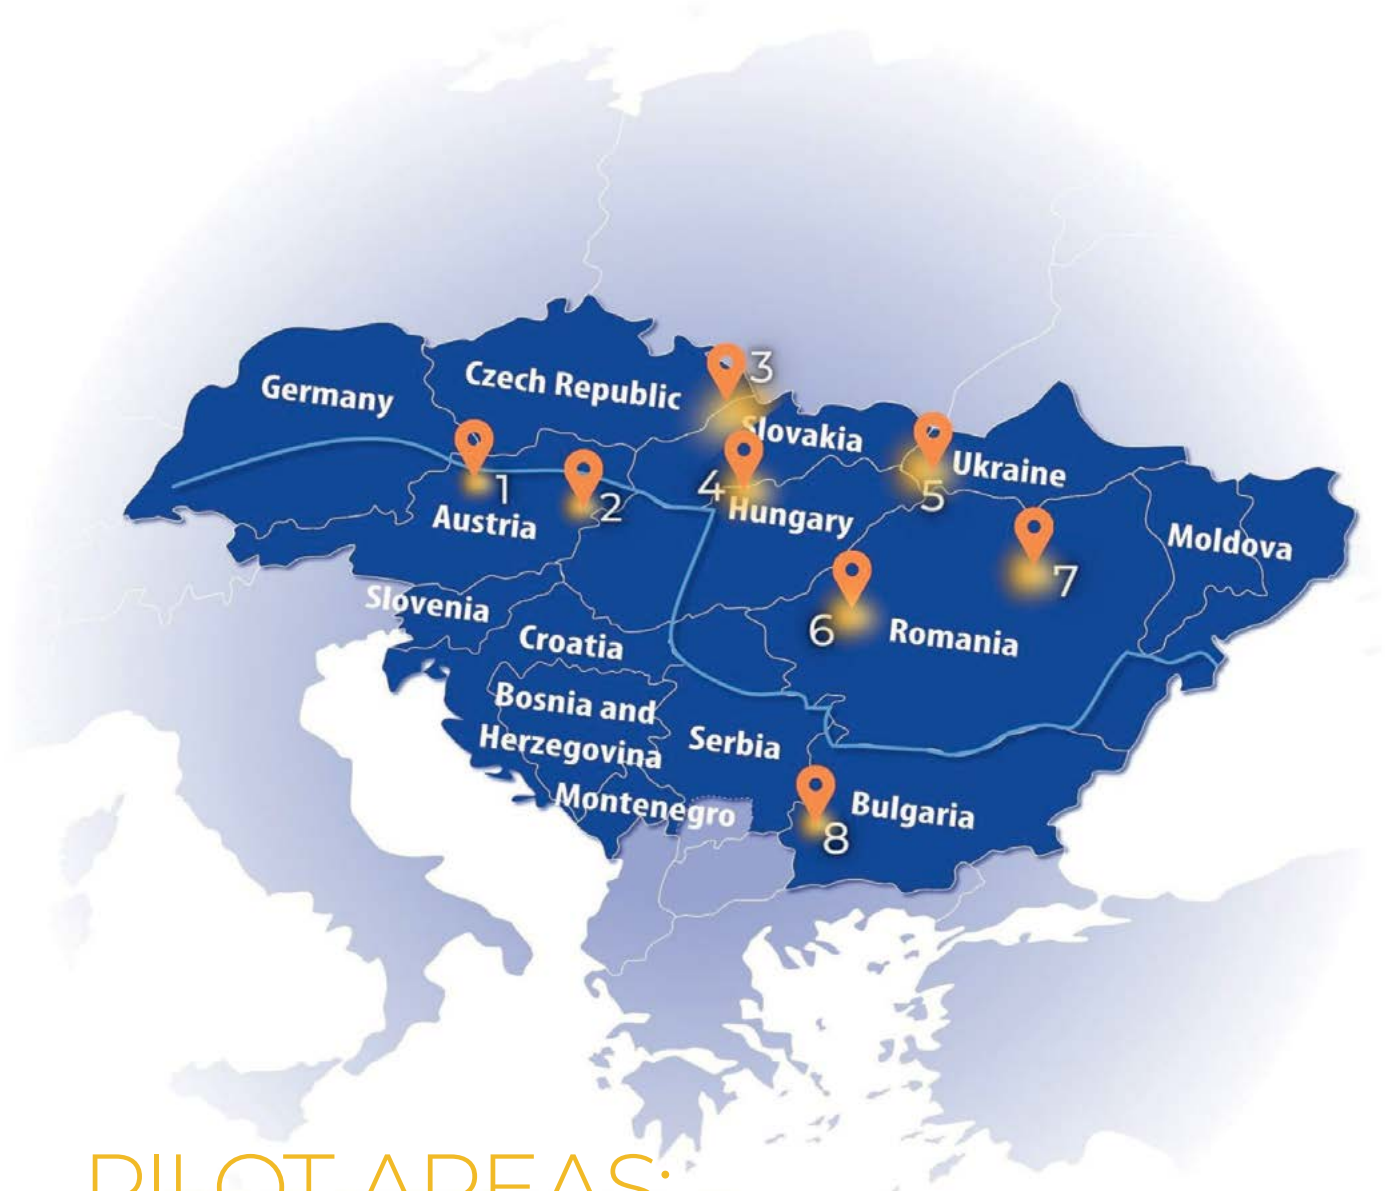 3
Czech Republic
Germany
Slovakia
Ukraine
1
4
5
2
Hungary
Austria
Moldova
7
Slovenia
6
Romania
Croatia
Bosnia and
Herzegovina
Serbia
Montenegro
Bulgaria
8
PILOT AREAS: